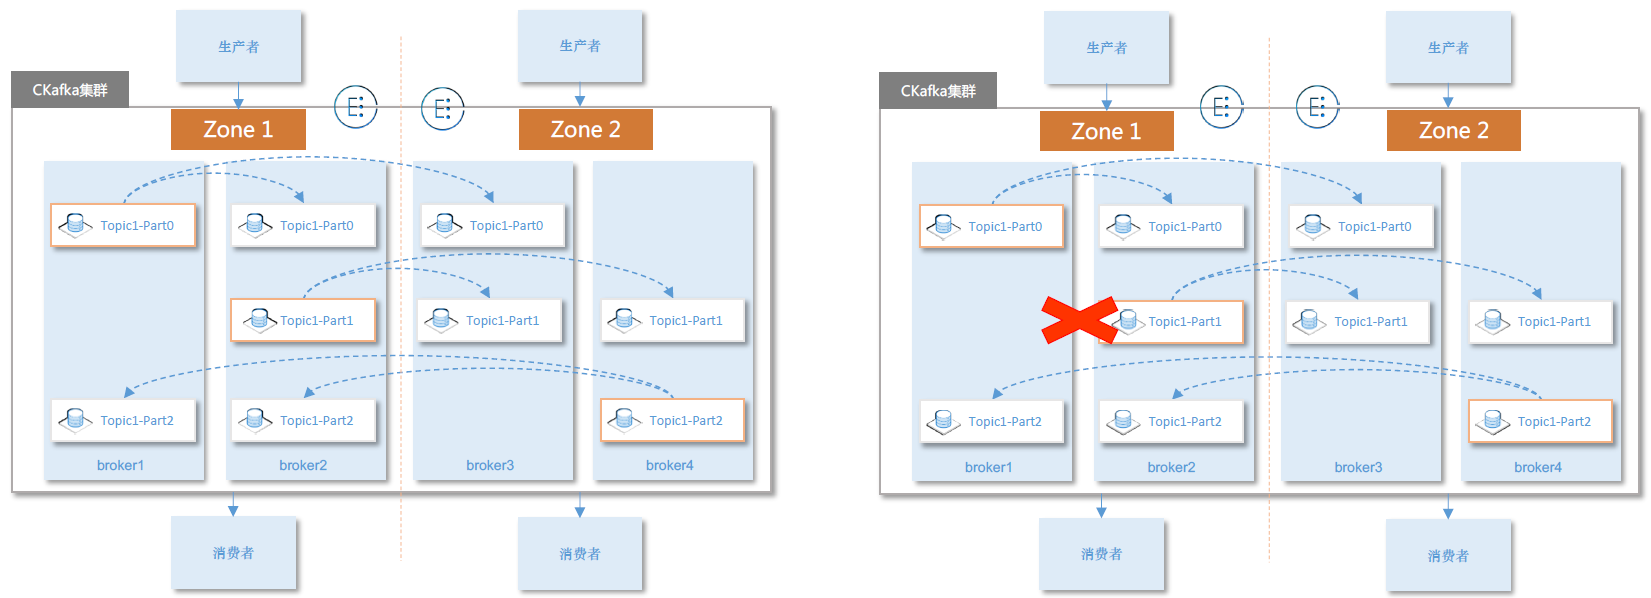 生产者
生产者
CKafka集群
Zone 1
Zone 2
Topic1-Part0
Topic1-Part0
Topic1-Part0
Topic1-Part1
Topic1-Part1
Topic1-Part1
Topic1-Part2
Topic1-Part2
Topic1-Part2
broker1
broker2
broker3
broker4
消费者
消费者
生产者
生产者
CKafka集群
Zone 1
Zone 2
Topic1-Part0
Topic1-Part0
Topic1-Part0
Topic1-Part1
Topic1-Part1
Topic1-Part1
Topic1-Part2
Topic1-Part2
Topic1-Part2
broker1
broker2
broker3
broker4
消费者
消费者